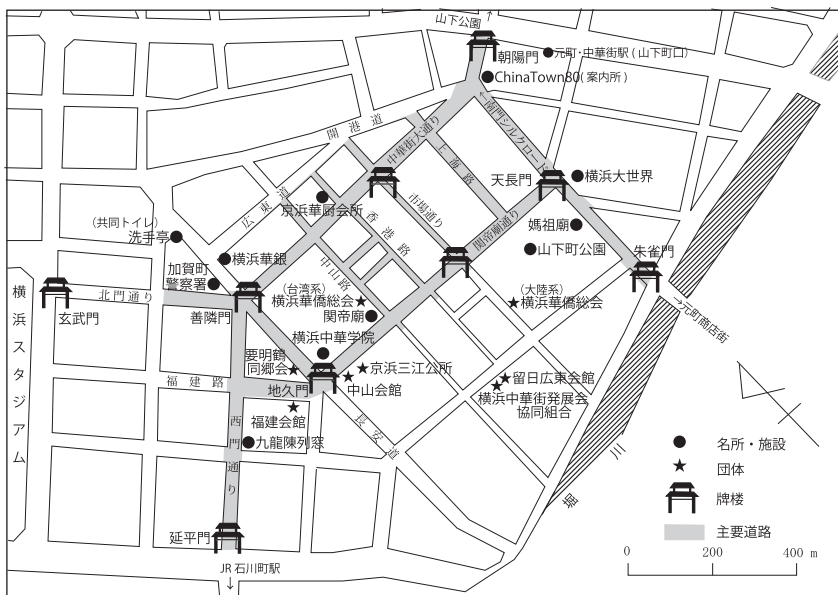 山下公園
↑
朝陽門
元町・中華街駅(山下町口)
ChinaTown80(案内所)
開港道
中華街大通り
←南門シルクロード
上海路
天長門
横浜大世界
広東道
京浜華厨会所
市場通り
香港路
関帝廟通り
媽祖廟
山下町公園
朱雀門
(共同トイレ)
洗手亭
横浜華銀
加賀町
警察署
中山路
(台湾系)
横浜華僑総会
(大陸系)
横浜華僑総会
→元町商店街
横浜スタジアム
北門通り
玄武門
善隣門
関帝廟
横浜中華学院
要明鶴
同郷会
京浜三江公所
福建路
地久門
中山会館
留日広東会館
横浜中華街発展会
協同組合
福建会館
長安道
西門通り
九龍陳列窓
堀川
延平門
JR石川町駅
↓
名所・施設
団体
牌楼
主要道路
0 200 400 m